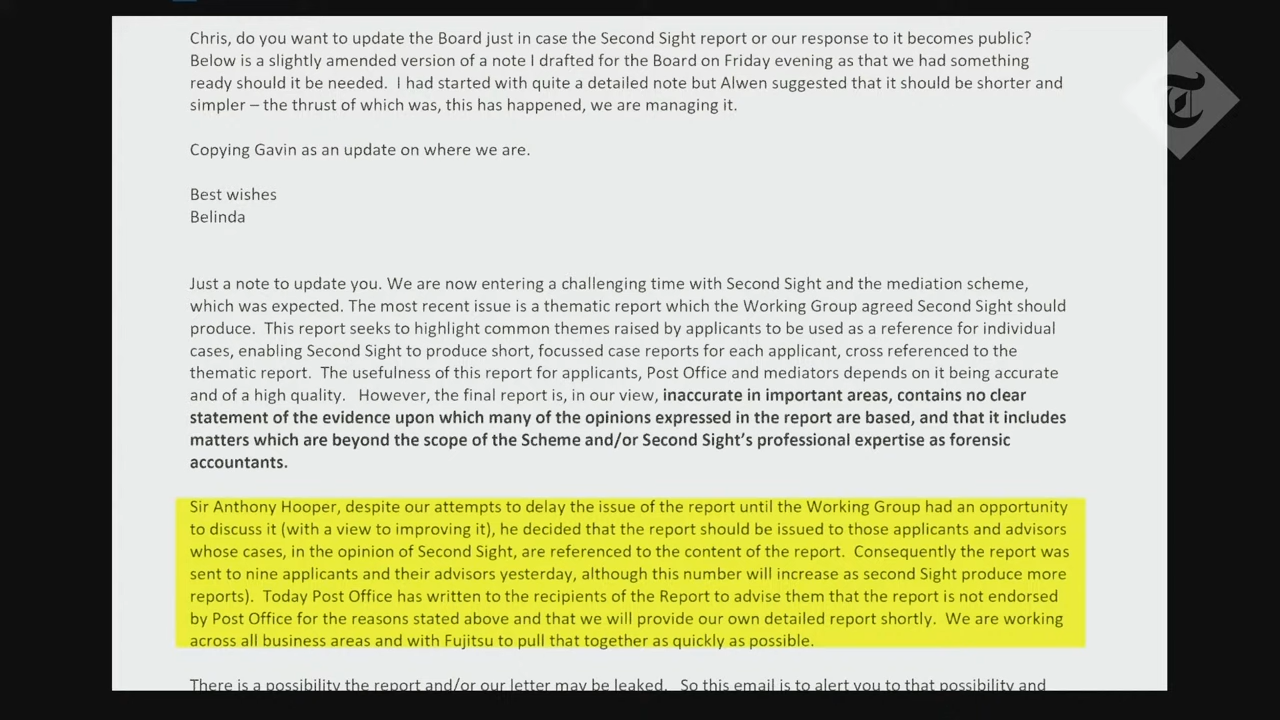 Chris, do you want to update the Board just in case the Second Sight report or our response to it becomes public?
Below is a slightly amended version of a note I drafted for the Board on Friday evening as that we had something
ready should it be needed.  I had started with quite a detailed note but Alwen suggested that it should be shorter and
simpler – the thrust of which was, this has happened, we are managing it.
Copying Gavin as an update on where we are.
Best wishes
Belinda
Just a note to update you. We are now entering a challenging time with Second Sight and the mediation scheme,
which was expected. The most recent issue is a thematic report which the Working Group agreed Second Sight should
produce.  This report seeks to highlight common themes raised by applicants to be used as a reference for individual
cases, enabling Second Sight to produce short, focussed case reports for each applicant, cross referenced to the
thematic report.  The usefulness of this report for applicants, Post Office and mediators depends on it being accurate
and of a high quality.   However, the final report is, in our view, inaccurate in important areas, contains no clear
statement of the evidence upon which many of the opinions expressed in the report are based, and that it includes
matters which are beyond the scope of the Scheme and/or Second Sight's professional expertise as forensic
accountants.
Sir Anthony Hooper, despite our attempts to delay the issue of the report until the Working Group had an opportunity
to discuss it (with a view to improving it), he decided that the report should be issued to those applicants and advisors
whose cases, in the opinion of Second Sight, are referenced to the content of the report.  Consequently the report was
sent to nine applicants and their advisors yesterday, although this number will increase as second Sight produce more
reports).  Today Post Office has written to the recipients of the Report to advise them that the report is not endorsed
by Post Office for the reasons stated above and that we will provide our own detailed report shortly.  We are working
across all business areas and with Fujitsu to pull that together as quickly as possible.
There is a possibility the report and/or our letter may be leaked.   So this email is to alert you to that possibility and
T